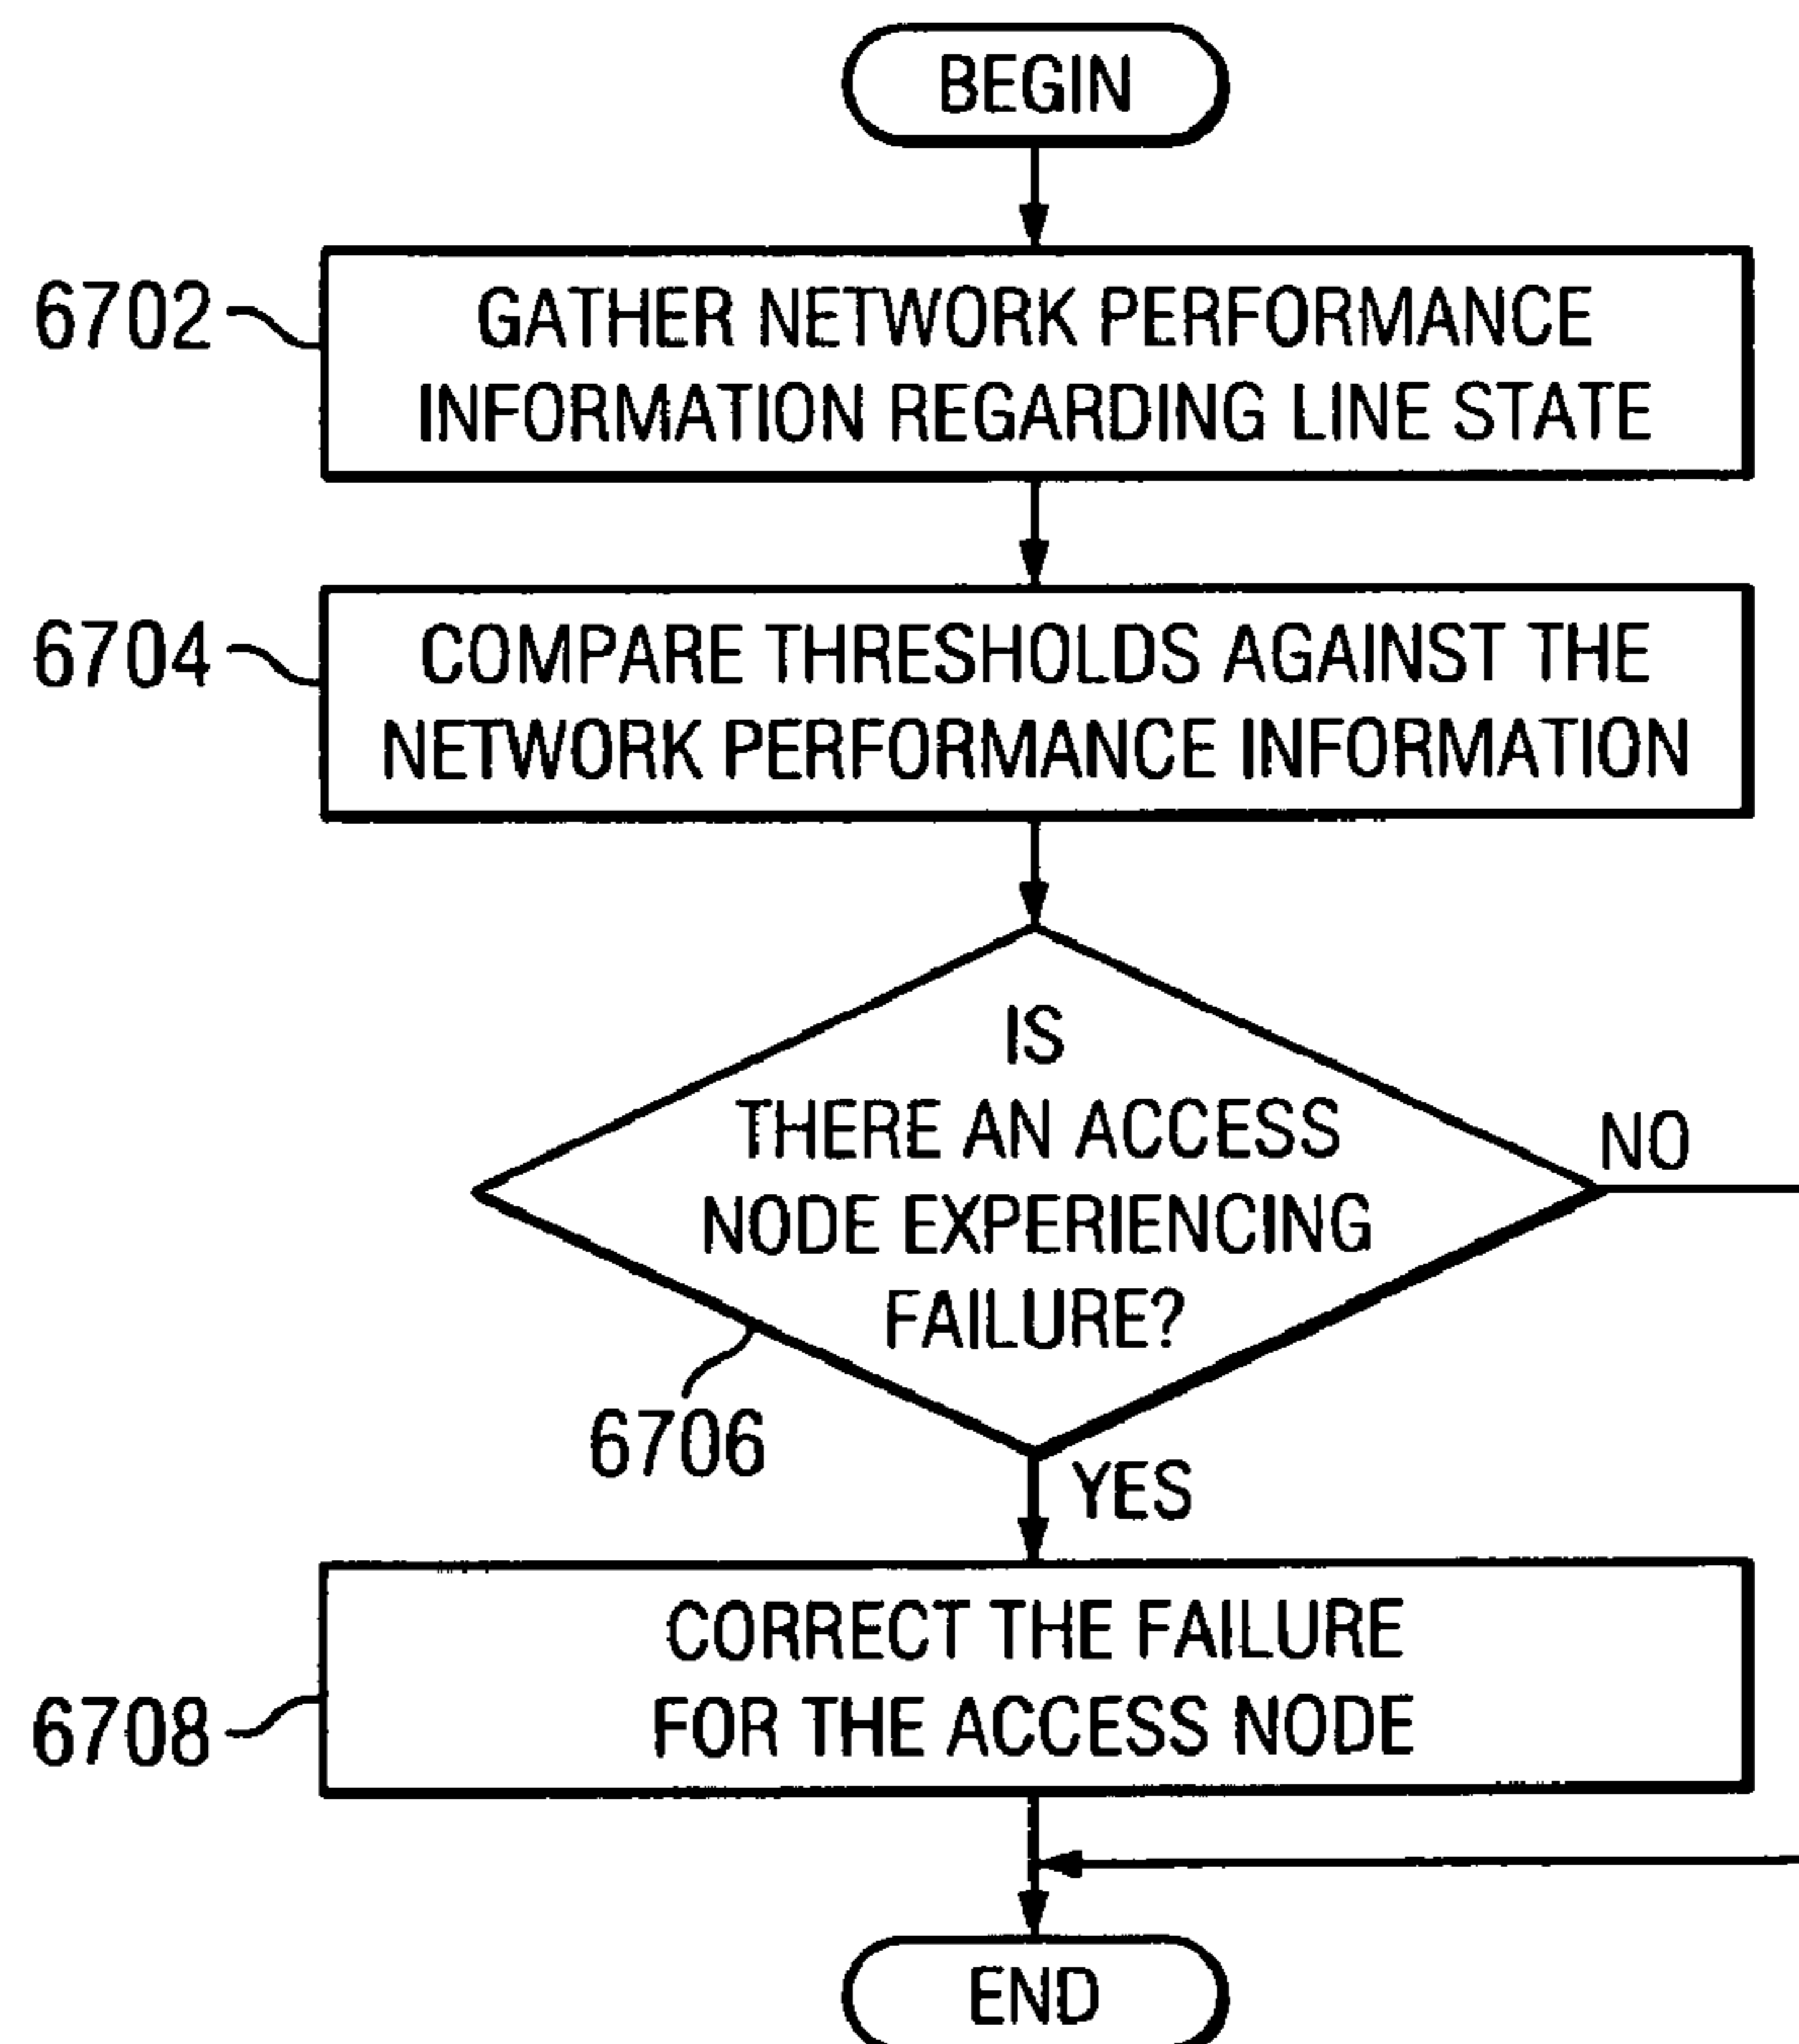 BEGIN
6702
GATHER NETWORK PERFORMANCE
INFORMATION REGARDING LINE STATE
6704
COMPARE THRESHOLDS AGAINST THE
NETWORK PERFORMANCE INFORMATION
IS
THERE AN ACCESS
NODE EXPERIENCING
FAILURE?
NO
6706
YES
6708
CORRECT THE FAILURE
FOR THE ACCESS NODE
END